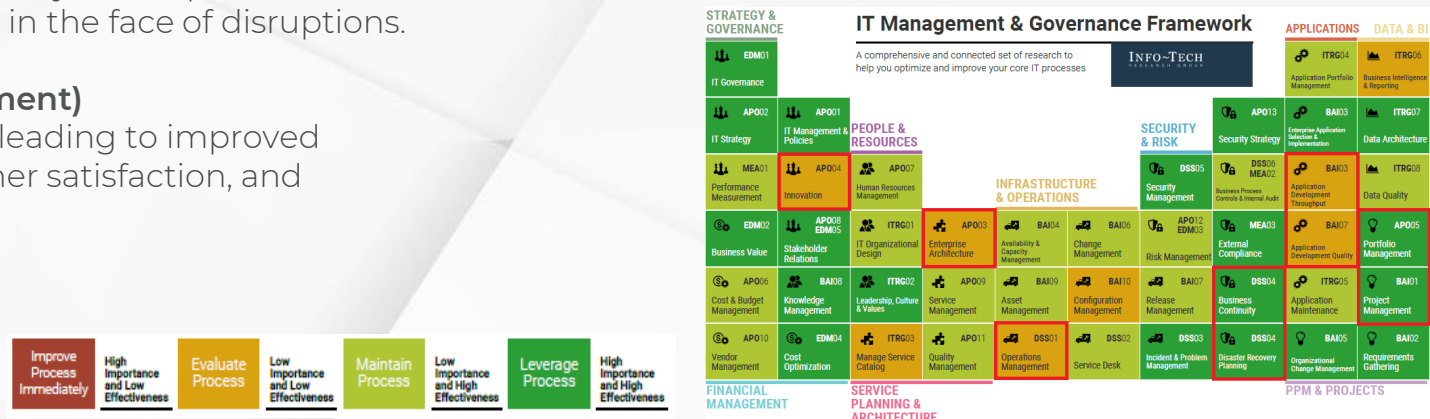 in the face of disruptions.
ment)
leading to improved
ner satisfaction, and
Improve
Process
Immediately
High
Importance
and Low
Effectiveness
Evaluate
Process
Low
Importance
and Low
Effectiveness
Maintain
Process
Low
Importance
and High
Effectiveness
Leverage
Process
High
Importance
and High
Effectiveness
STRATEGY &
GOVERNANCE
IT Management & Governance Framework
A comprehensive and connected set of research to
help you optimize and improve your core IT processes
INFO~TECH
RESEARCH GROUP
APPLICATIONS
DATA & BI
EDM01
IT Governance
ITRG04
Application Portfolio
Management
ITRG06
Business Intelligence
& Reporting
APO02
IT Strategy
APO01
IT Management &
Policies
PEOPLE &
RESOURCES
SECURITY
& RISK
APO13
Security Strategy
BAI03
Enterprise Application
Selection &
Implementation
ITRG07
Data Architecture
MEA01
Performance
Measurement
APO04
Innovation
APO07
Human Resources
Management
INFRASTRUCTURE
& OPERATIONS
DSS05
Security
Management
DSS06
MEA02
Business Process
Controls & Internal Audit
BAI03
Application
Development
Throughput
ITRG08
Data Quality
EDM02
Business Value
APO08
EDM05
Stakeholder
Relations
ITRG01
IT Organizational
Design
APO03
Enterprise
Architecture
BAI04
Availability &
Capacity
Management
BAI06
Change
Management
APO12
EDM03
Risk Management
MEA03
External
Compliance
BAI07
Application
Development Quality
APO05
Portfolio
Management
APO06
Cost & Budget
Management
BAI08
Knowledge
Management
ITRG02
Leadership, Culture
& Values
APO09
Service
Management
BAI09
Asset
Management
BAI10
Configuration
Management
BAI07
Release
Management
DSS04
Business
Continuity
ITRG05
Application
Maintenance
BAI01
Project
Management
APO10
Vendor
Management
EDM04
Cost
Optimization
ITRG03
Manage Service
Catalog
APO11
Quality
Management
DSS01
Operations
Management
DSS02
Service Desk
DSS03
Incident & Problem
Management
DSS04
Disaster Recovery
Planning
BAI05
Organizational
Change Management
BAI02
Requirements
Gathering
FINANCIAL
MANAGEMENT
SERVICE
PLANNING &
ARCHITECTURE
PPM & PROJECTS